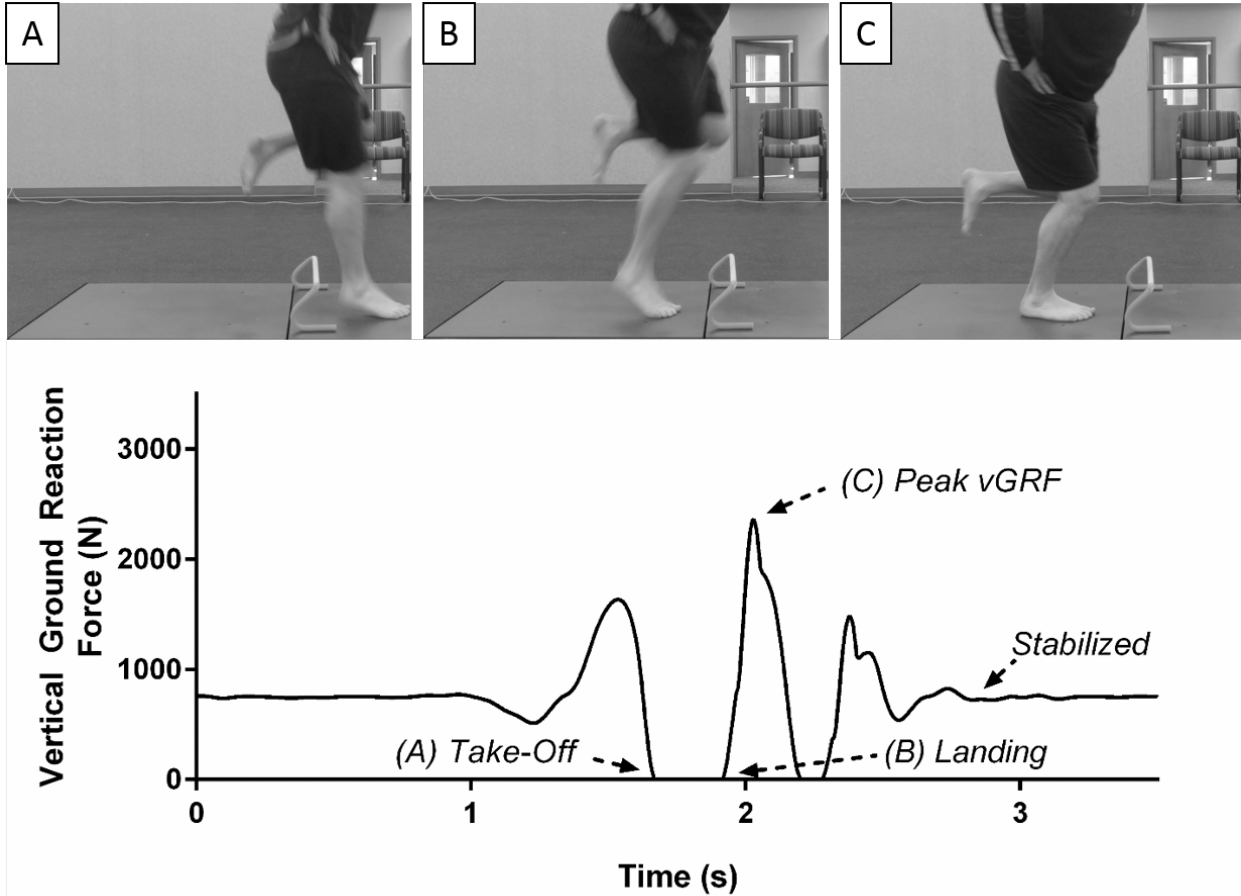 A
B
C
Vertical Ground Reaction
Force (N)
3000
2000
1000
0
(C) Peak vGRF
Stabilized
(A) Take-Off
(B) Landing
0
1
2
3
Time (s)